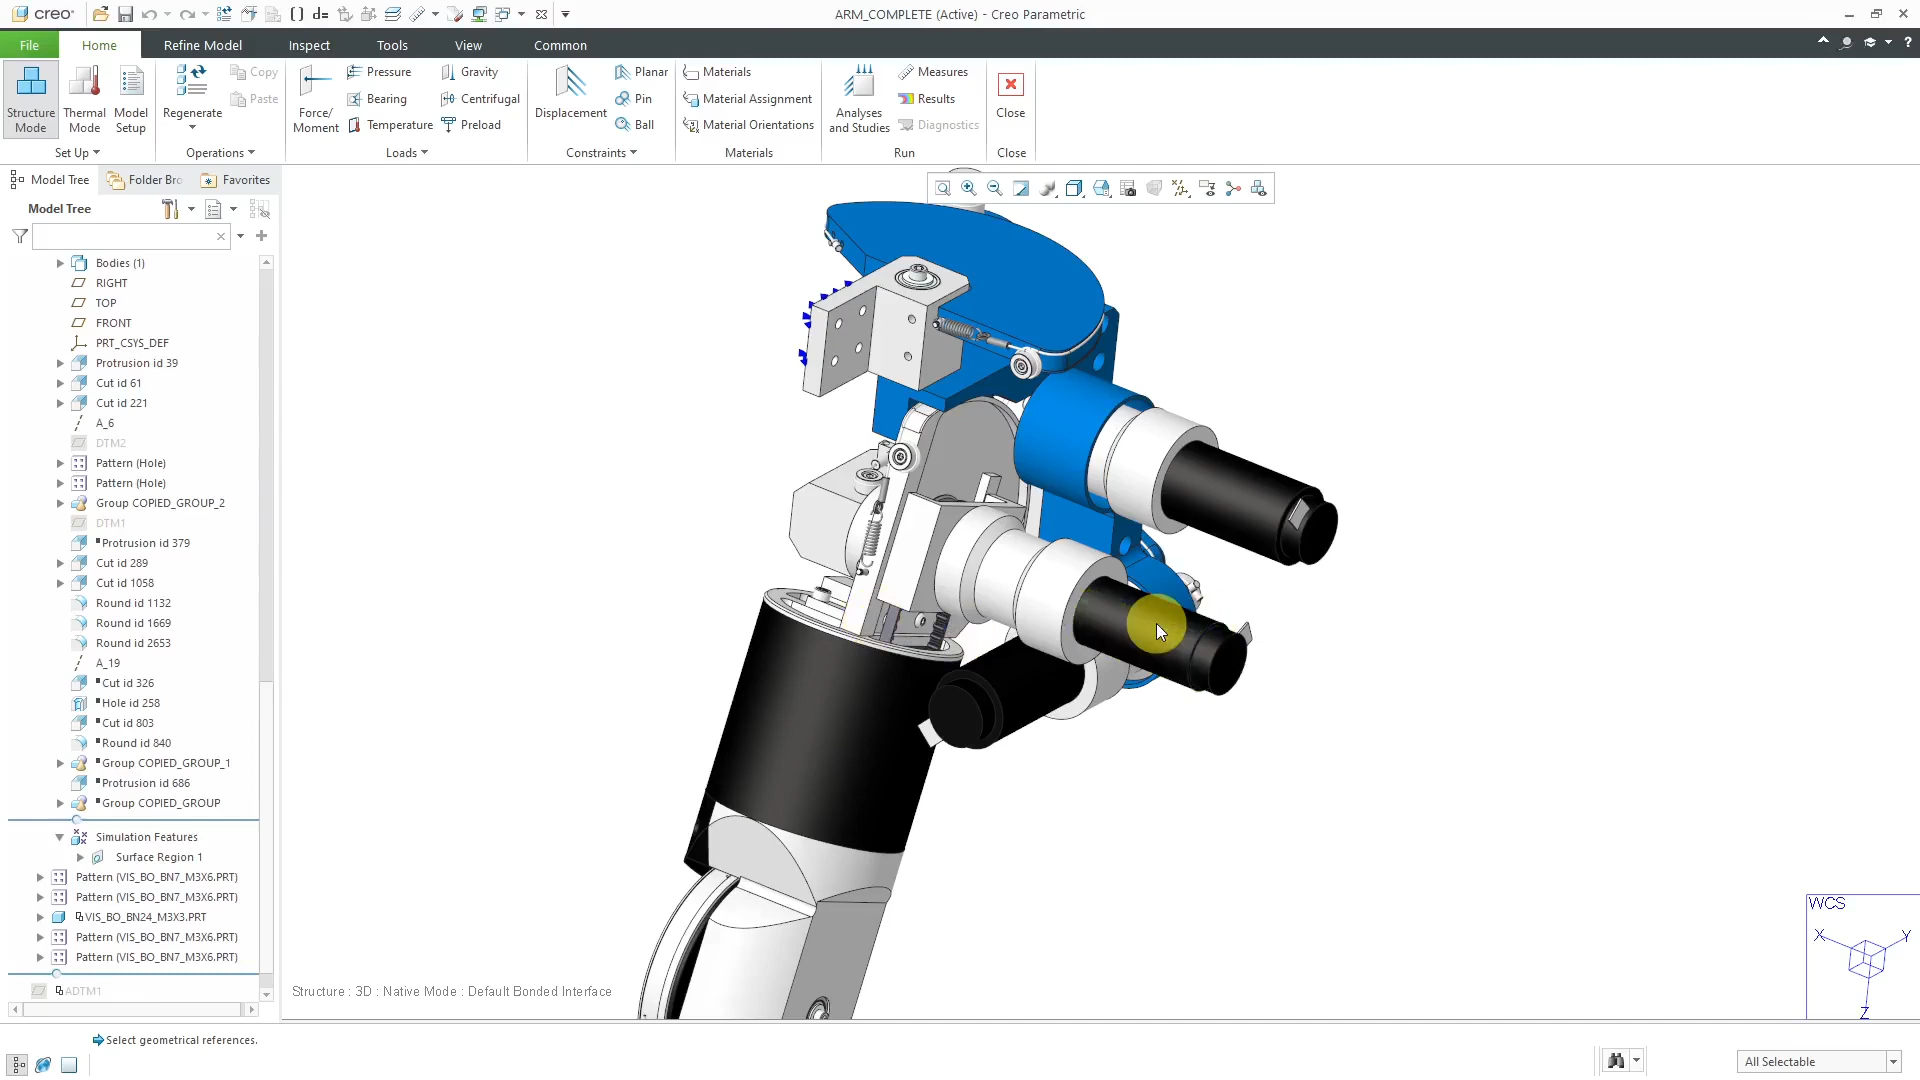 creo
ARM_COMPLETE (Active) - Creo Parametric
File
Home
Refine Model
Inspect
Tools
View
Common
Structure Mode
Thermal Mode
Model Setup
Set Up
Regenerate
Copy
Paste
Operations
Force/ Moment
Pressure
Bearing
Temperature
Gravity
Centrifugal
Preload
Loads
Displacement
Planar
Pin
Ball
Constraints
Materials
Material Assignment
Material Orientations
Materials
Analyses and Studies
Measures
Results
Diagnostics
Run
Close
Close
Model Tree
Folder Bro
Favorites
Model Tree
Bodies (1)
RIGHT
TOP
FRONT
PRT_CSYS_DEF
Protrusion id 39
Cut id 61
Cut id 221
A_6
DTM2
Pattern (Hole)
Pattern (Hole)
Group COPIED_GROUP_2
DTM1
Protrusion id 379
Cut id 289
Cut id 1058
Round id 1132
Round id 1669
Round id 2653
A_19
Cut id 326
Hole id 258
Cut id 803
Round id 840
Group COPIED_GROUP_1
Protrusion id 686
Group COPIED_GROUP
Simulation Features
Surface Region 1
Pattern (VIS_BO_BN7_M3X6.PRT)
Pattern (VIS_BO_BN7_M3X6.PRT)
VIS_BO_BN24_M3X3.PRT
Pattern (VIS_BO_BN7_M3X6.PRT)
Pattern (VIS_BO_BN7_M3X6.PRT)
ADTM1
Structure : 3D : Native Mode : Default Bonded Interface
WCS
X
Y
Z
Select geometrical references.
All Selectable